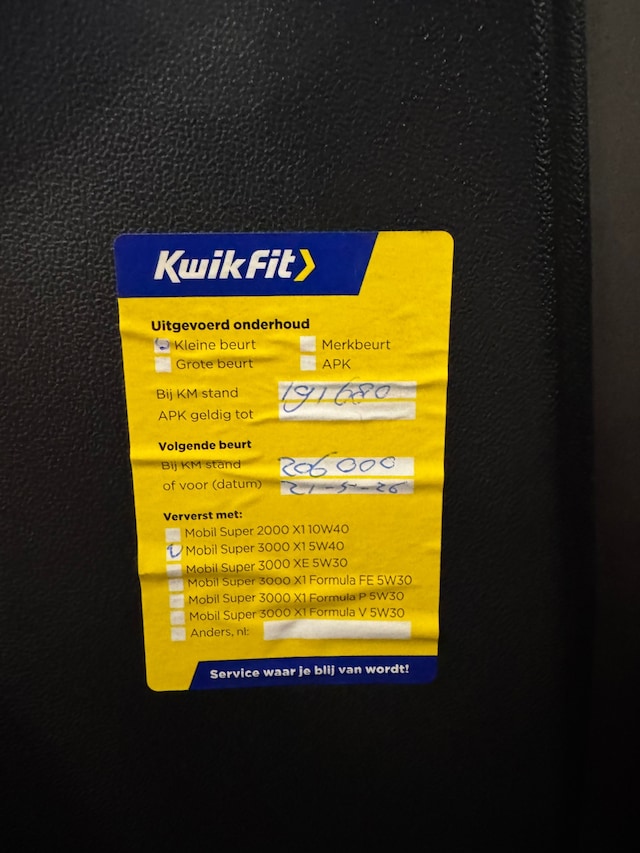 KwikFit
Uitgevoerd onderhoud
Kleine beurt Merkbeurt
Grote beurt APK
Bij KM stand 191680
APK geldig tot
Volgende beurt
Bij KM stand 206000
of voor (datum) 21-5-26
Ververst met:
Mobil Super 2000 X1 10W40
Mobil Super 3000 X1 5W40
Mobil Super 3000 XE 5W30
Mobil Super 3000 X1 Formula FE 5W30
Mobil Super 3000 X1 Formula P 5W30
Mobil Super 3000 X1 Formula V 5W30
Anders, nl:
Service waar je blij van wordt!